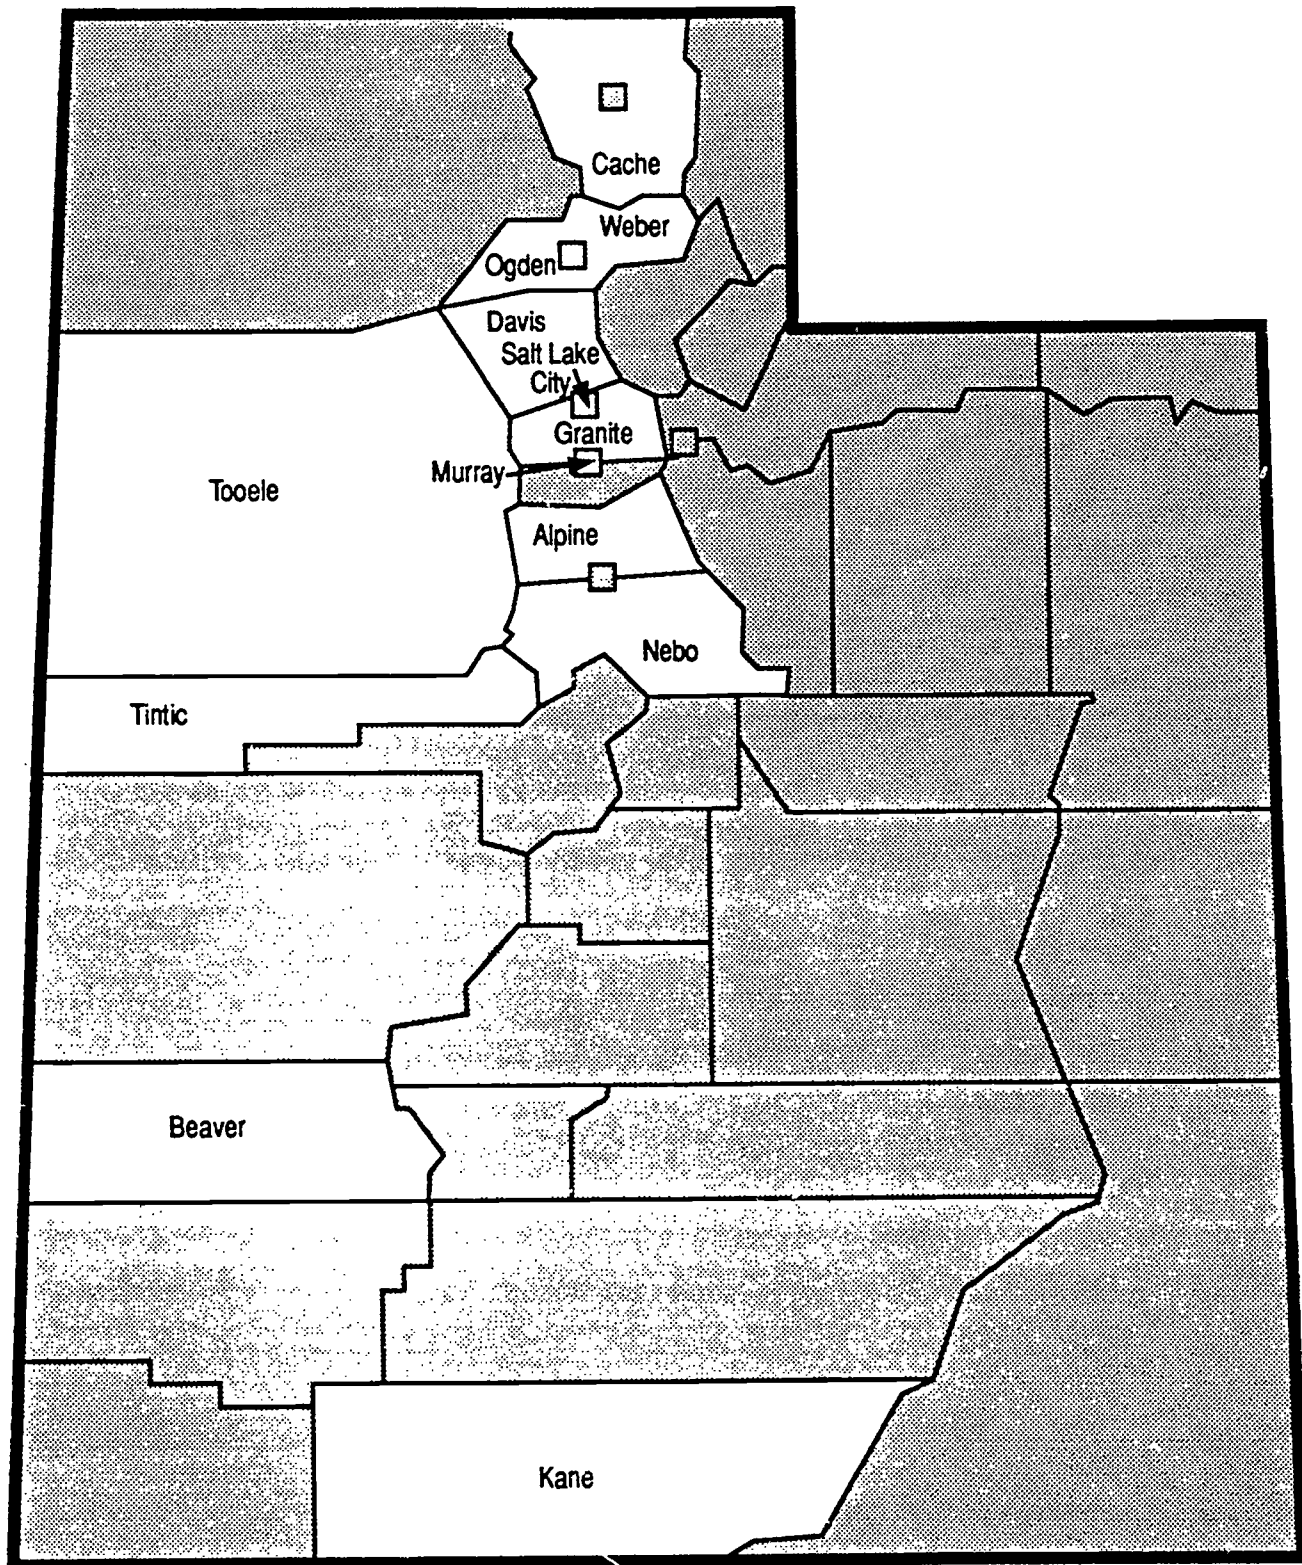 Cache
Weber
Ogden
Davis
Salt Lake
City
Granite
Murray
Tooele
Alpine
Nebo
Tintic
Beaver
Kane